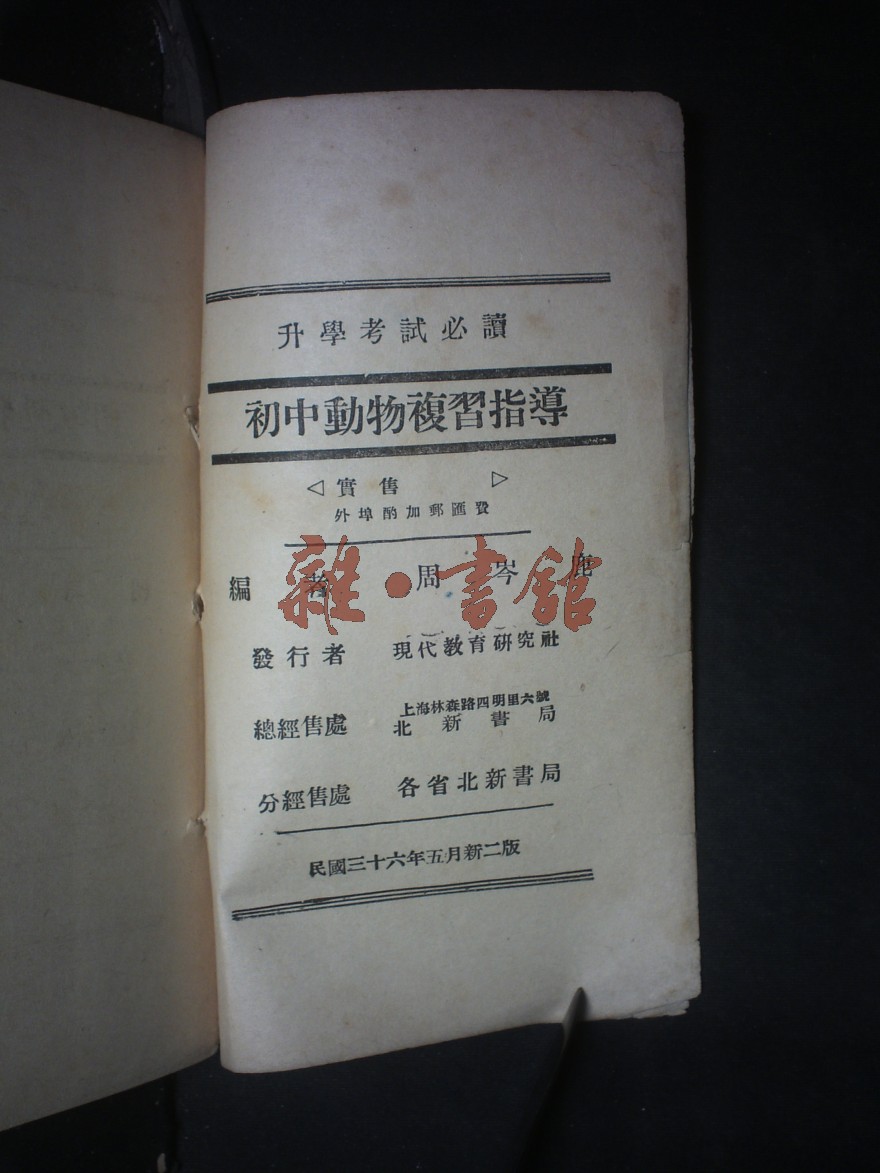 升學考試必讀
初中動物複習指導
◁實售 ▷
外埠酌加郵匯費
編 者 周岑鹿
雜·書館
發行者 現代教育研究社
上海林森路四明里六號
總經售處 北新書局
分經售處 各省北新書局
民國三十六年五月新二版